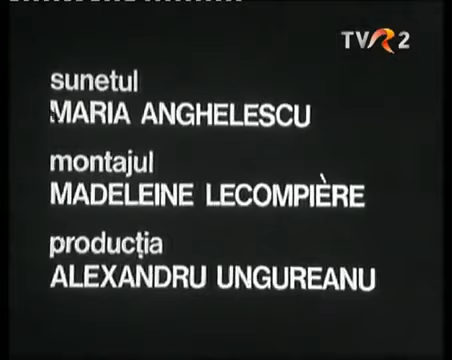 TVR2
sunetul
MARIA ANGHELESCU
montajul
MADELEINE LECOMPIÈRE
producția
ALEXANDRU UNGUREANU